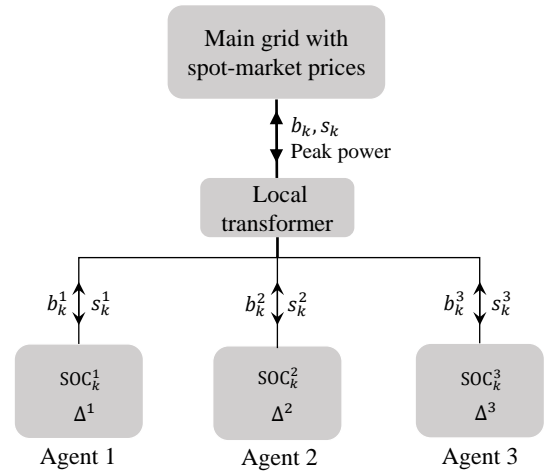 Main grid with
spot-market prices
b_k, s_k
Peak power
Local
transformer
b_k^1 s_k^1 b_k^2 s_k^2 b_k^3 s_k^3
SOC_k^1 SOC_k^2 SOC_k^3
Δ^1 Δ^2 Δ^3
Agent 1 Agent 2 Agent 3